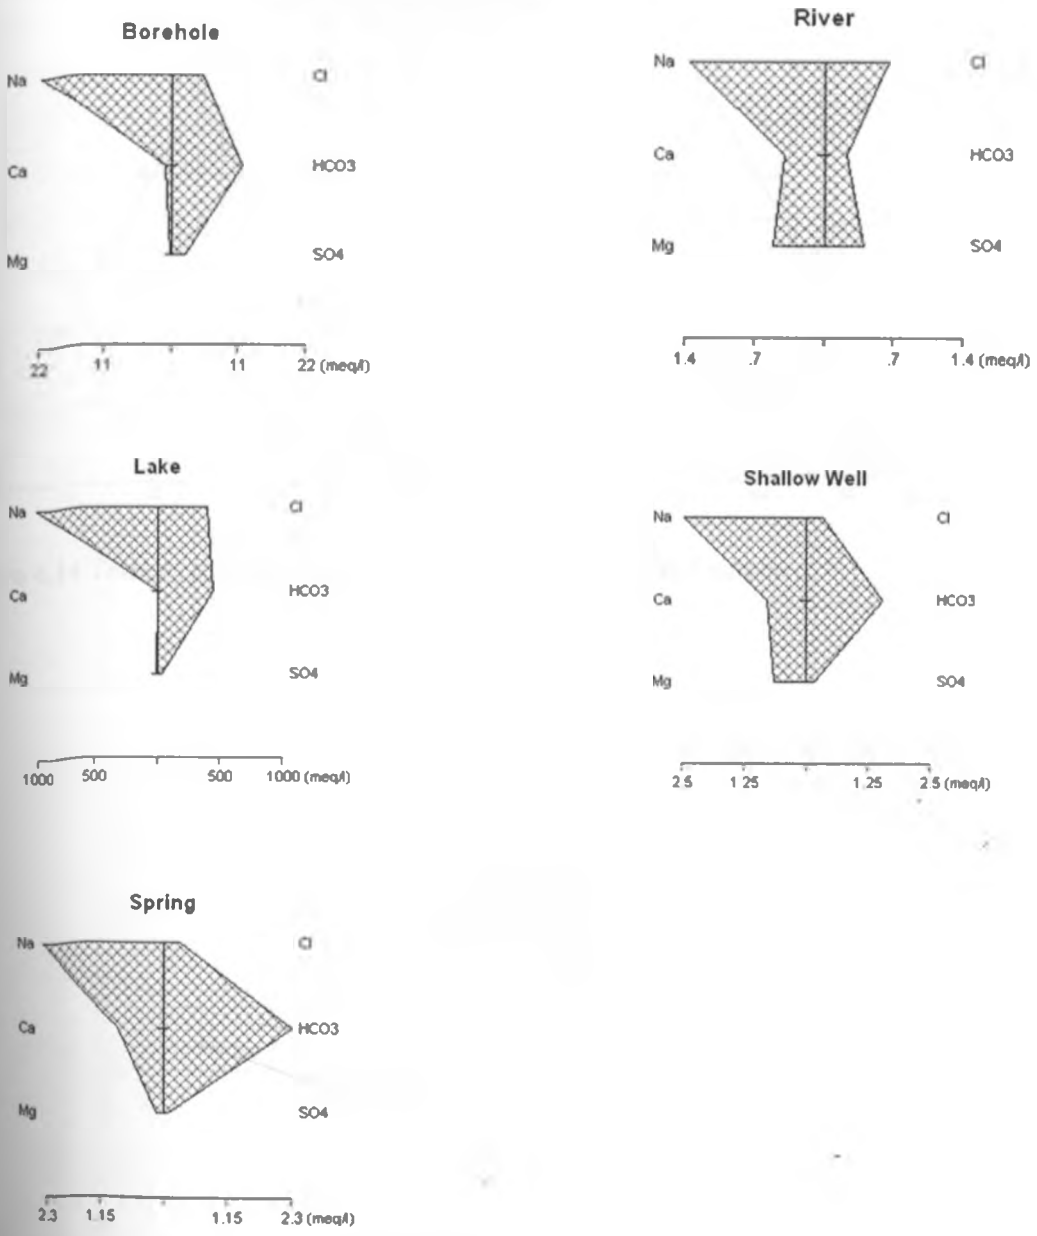 Borehole
Na
Cl
Ca
HCO3
Mg
SO4
22 11 11 22 (meq/l)
River
Na
Cl
Ca
HCO3
Mg
SO4
1.4 .7 .7 1.4 (meq/l)
Lake
Na
Cl
Ca
HCO3
Mg
SO4
1000 500 500 1000 (meq/l)
Shallow Well
Na
Cl
Ca
HCO3
Mg
SO4
2.5 1.25 1.25 2.5 (meq/l)
Spring
Na
Cl
Ca
HCO3
Mg
SO4
2.3 1.15 1.15 2.3 (meq/l)